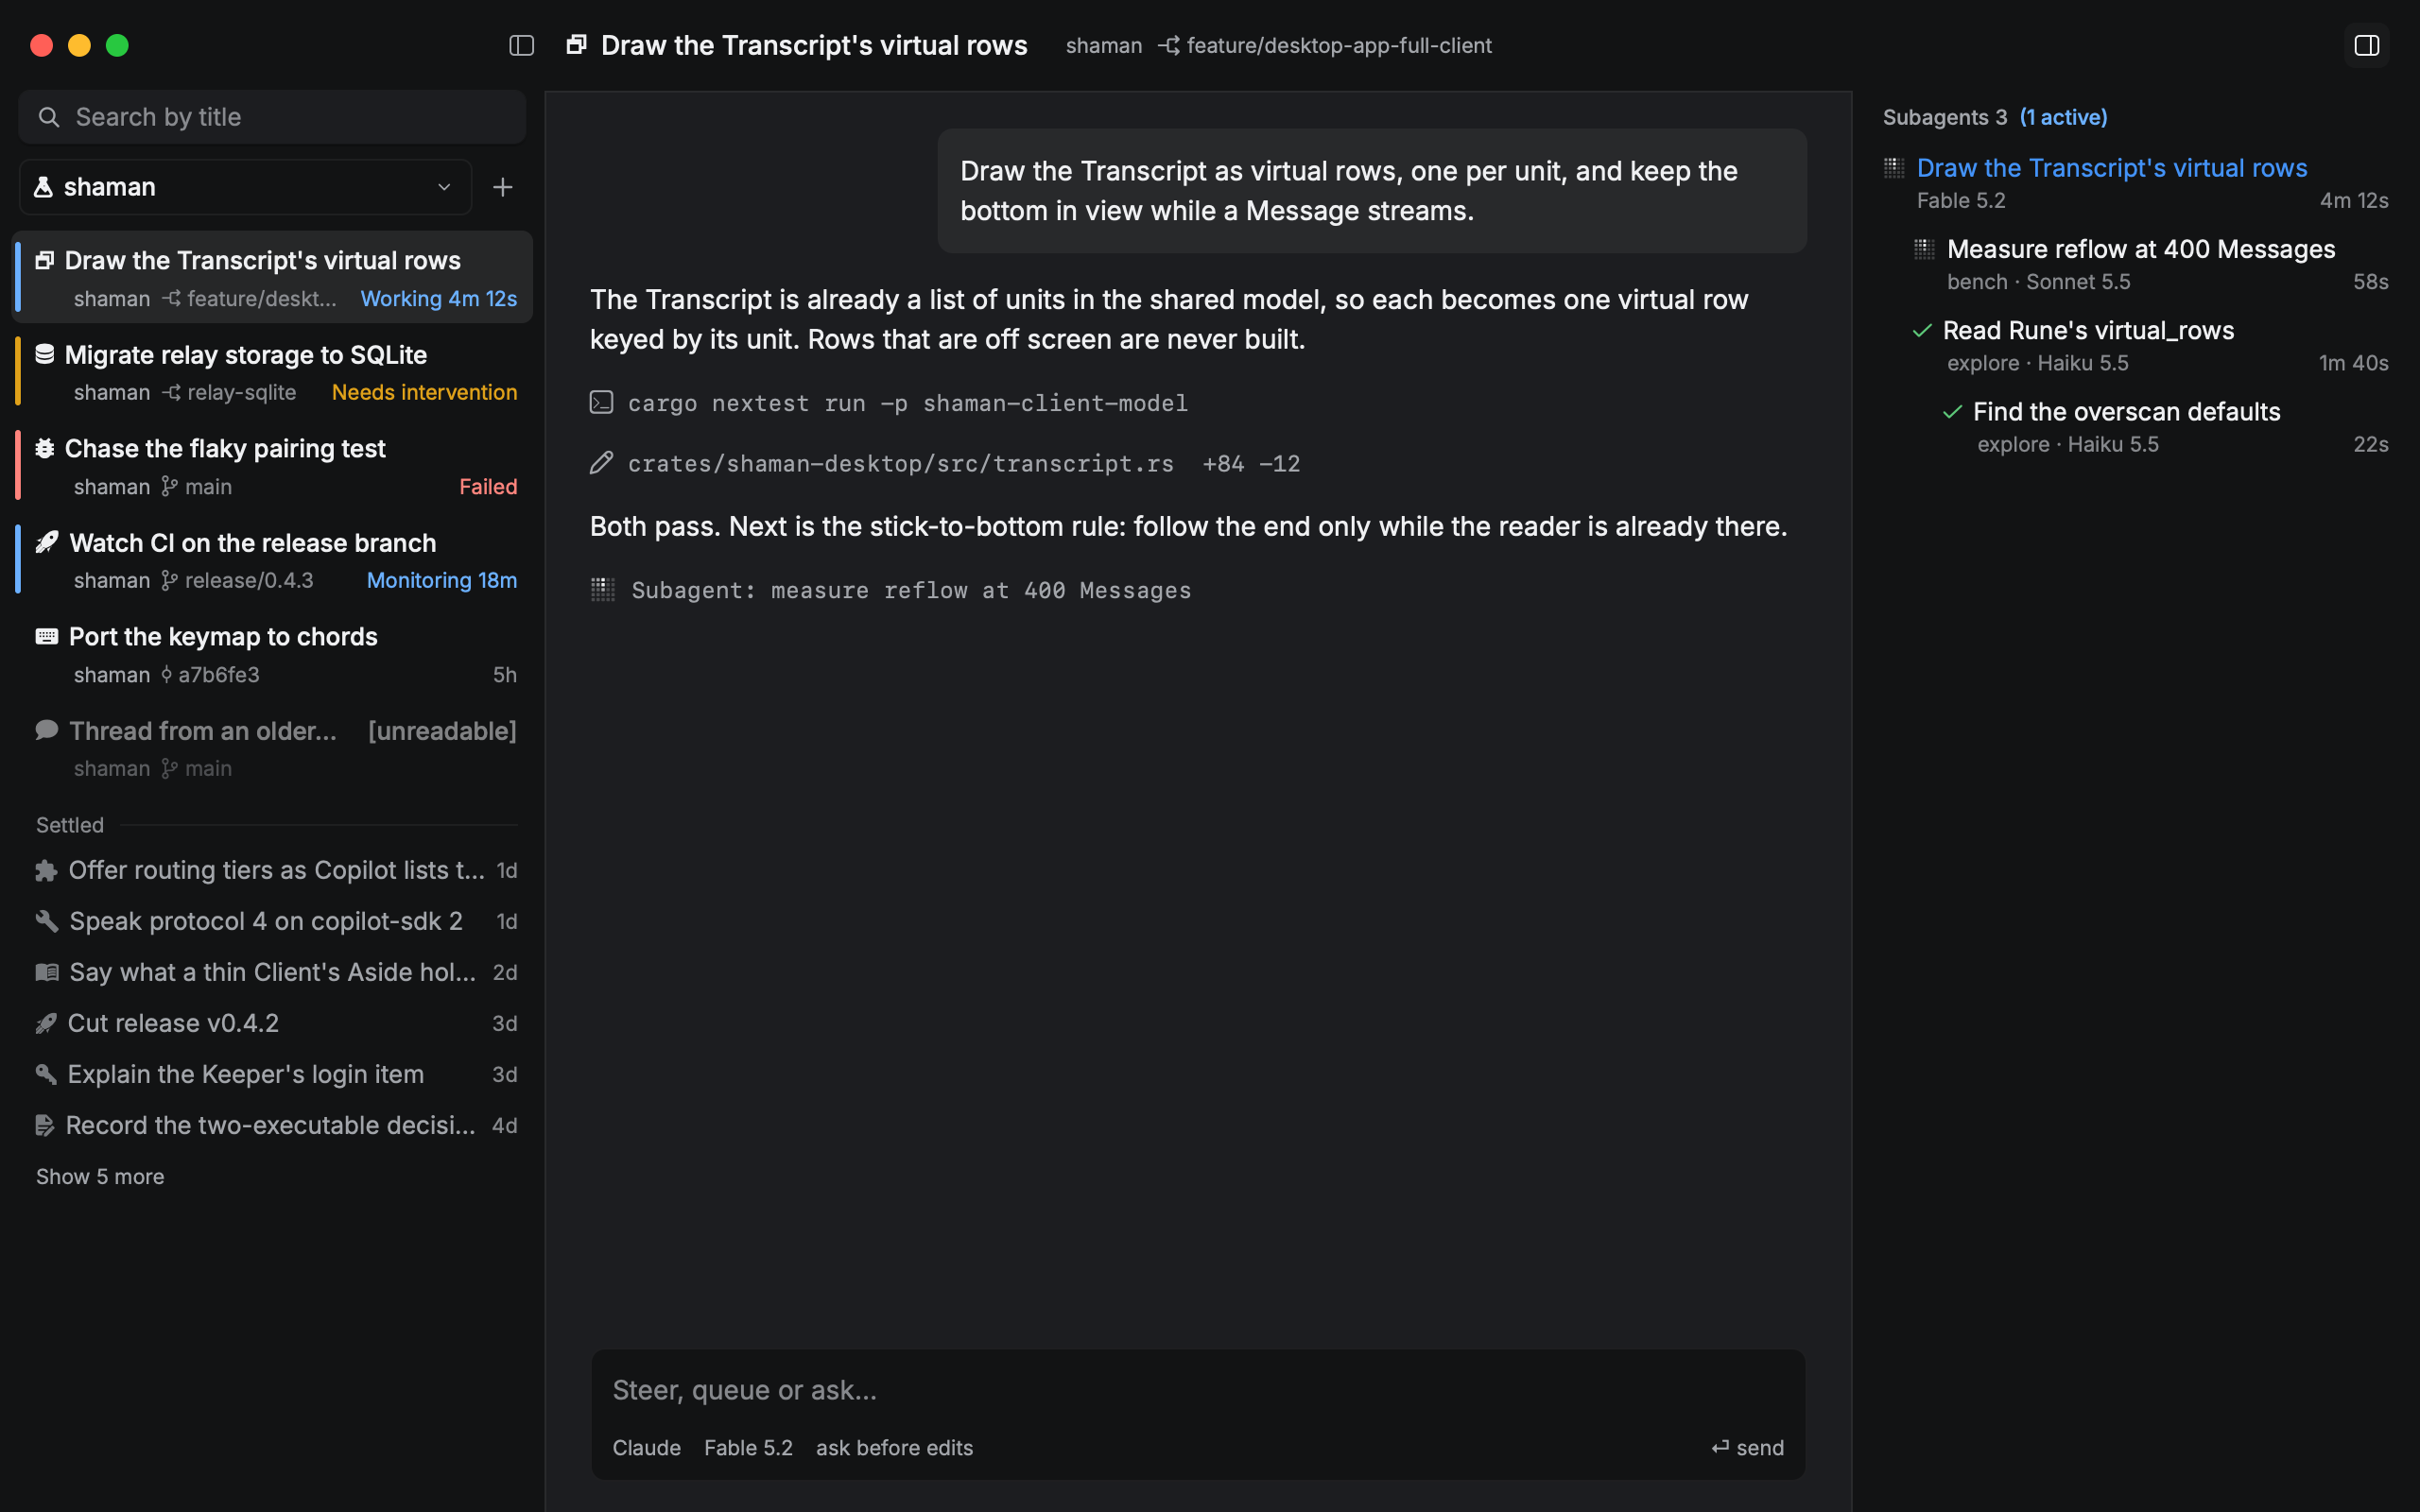 Draw the Transcript's virtual rows shaman feature/desktop-app-full-client
Search by title
shaman
Draw the Transcript's virtual rows
shaman feature/deskt... Working 4m 12s
Migrate relay storage to SQLite
shaman relay-sqlite Needs intervention
Chase the flaky pairing test
shaman main Failed
Watch CI on the release branch
shaman release/0.4.3 Monitoring 18m
Port the keymap to chords
shaman a7b6fe3 5h
Thread from an older... [unreadable]
shaman main
Settled
Offer routing tiers as Copilot lists t... 1d
Speak protocol 4 on copilot-sdk 2 1d
Say what a thin Client's Aside hol... 2d
Cut release v0.4.2 3d
Explain the Keeper's login item 3d
Record the two-executable decisi... 4d
Show 5 more
Draw the Transcript as virtual rows, one per unit, and keep the
bottom in view while a Message streams.
The Transcript is already a list of units in the shared model, so each becomes one virtual row
keyed by its unit. Rows that are off screen are never built.
cargo nextest run -p shaman-client-model
crates/shaman-desktop/src/transcript.rs +84 -12
Both pass. Next is the stick-to-bottom rule: follow the end only while the reader is already there.
Subagent: measure reflow at 400 Messages
Steer, queue or ask...
Claude Fable 5.2 ask before edits send
Subagents 3 (1 active)
Draw the Transcript's virtual rows
Fable 5.2 4m 12s
Measure reflow at 400 Messages
bench · Sonnet 5.5 58s
Read Rune's virtual_rows
explore · Haiku 5.5 1m 40s
Find the overscan defaults
explore · Haiku 5.5 22s